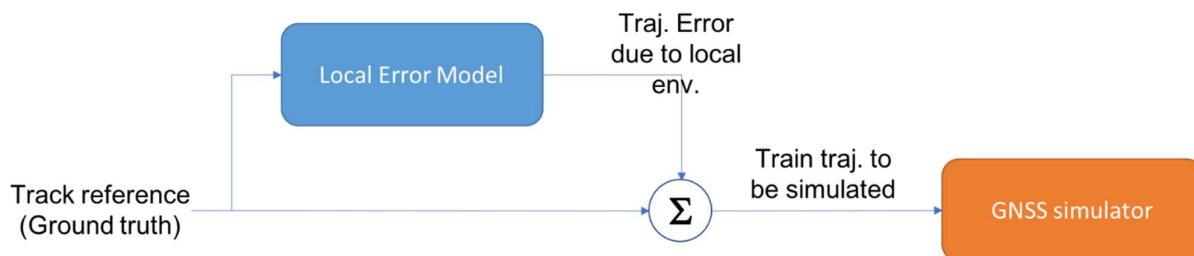 Local Error Model
Traj. Error
due to local
env.
Track reference
(Ground truth)
Σ
Train traj. to
be simulated
GNSS simulator